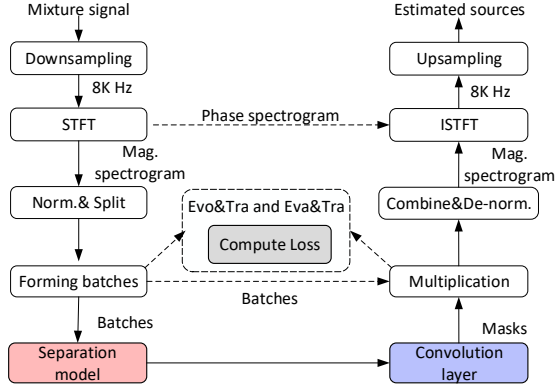 Mixture signal
Estimated sources
Downsampling
Upsampling
8K Hz
8K Hz
STFT
Phase spectrogram
ISTFT
Mag.
spectrogram
Mag.
spectrogram
Norm.& Split
Evo&Tra and Eva&Tra
Compute Loss
Combine&De-norm.
Forming batches
Batches
Multiplication
Batches
Masks
Separation
model
Convolution
layer